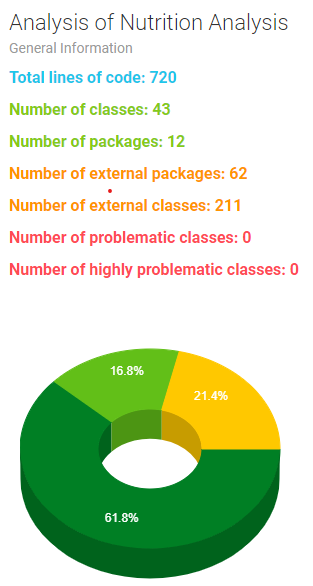 Analysis of Nutrition Analysis
General Information
Total lines of code: 720
Number of classes: 43
Number of packages: 12
Number of external packages: 62
Number of external classes: 211
Number of problematic classes: 0
Number of highly problematic classes: 0
16.8%
21.4%
61.8%